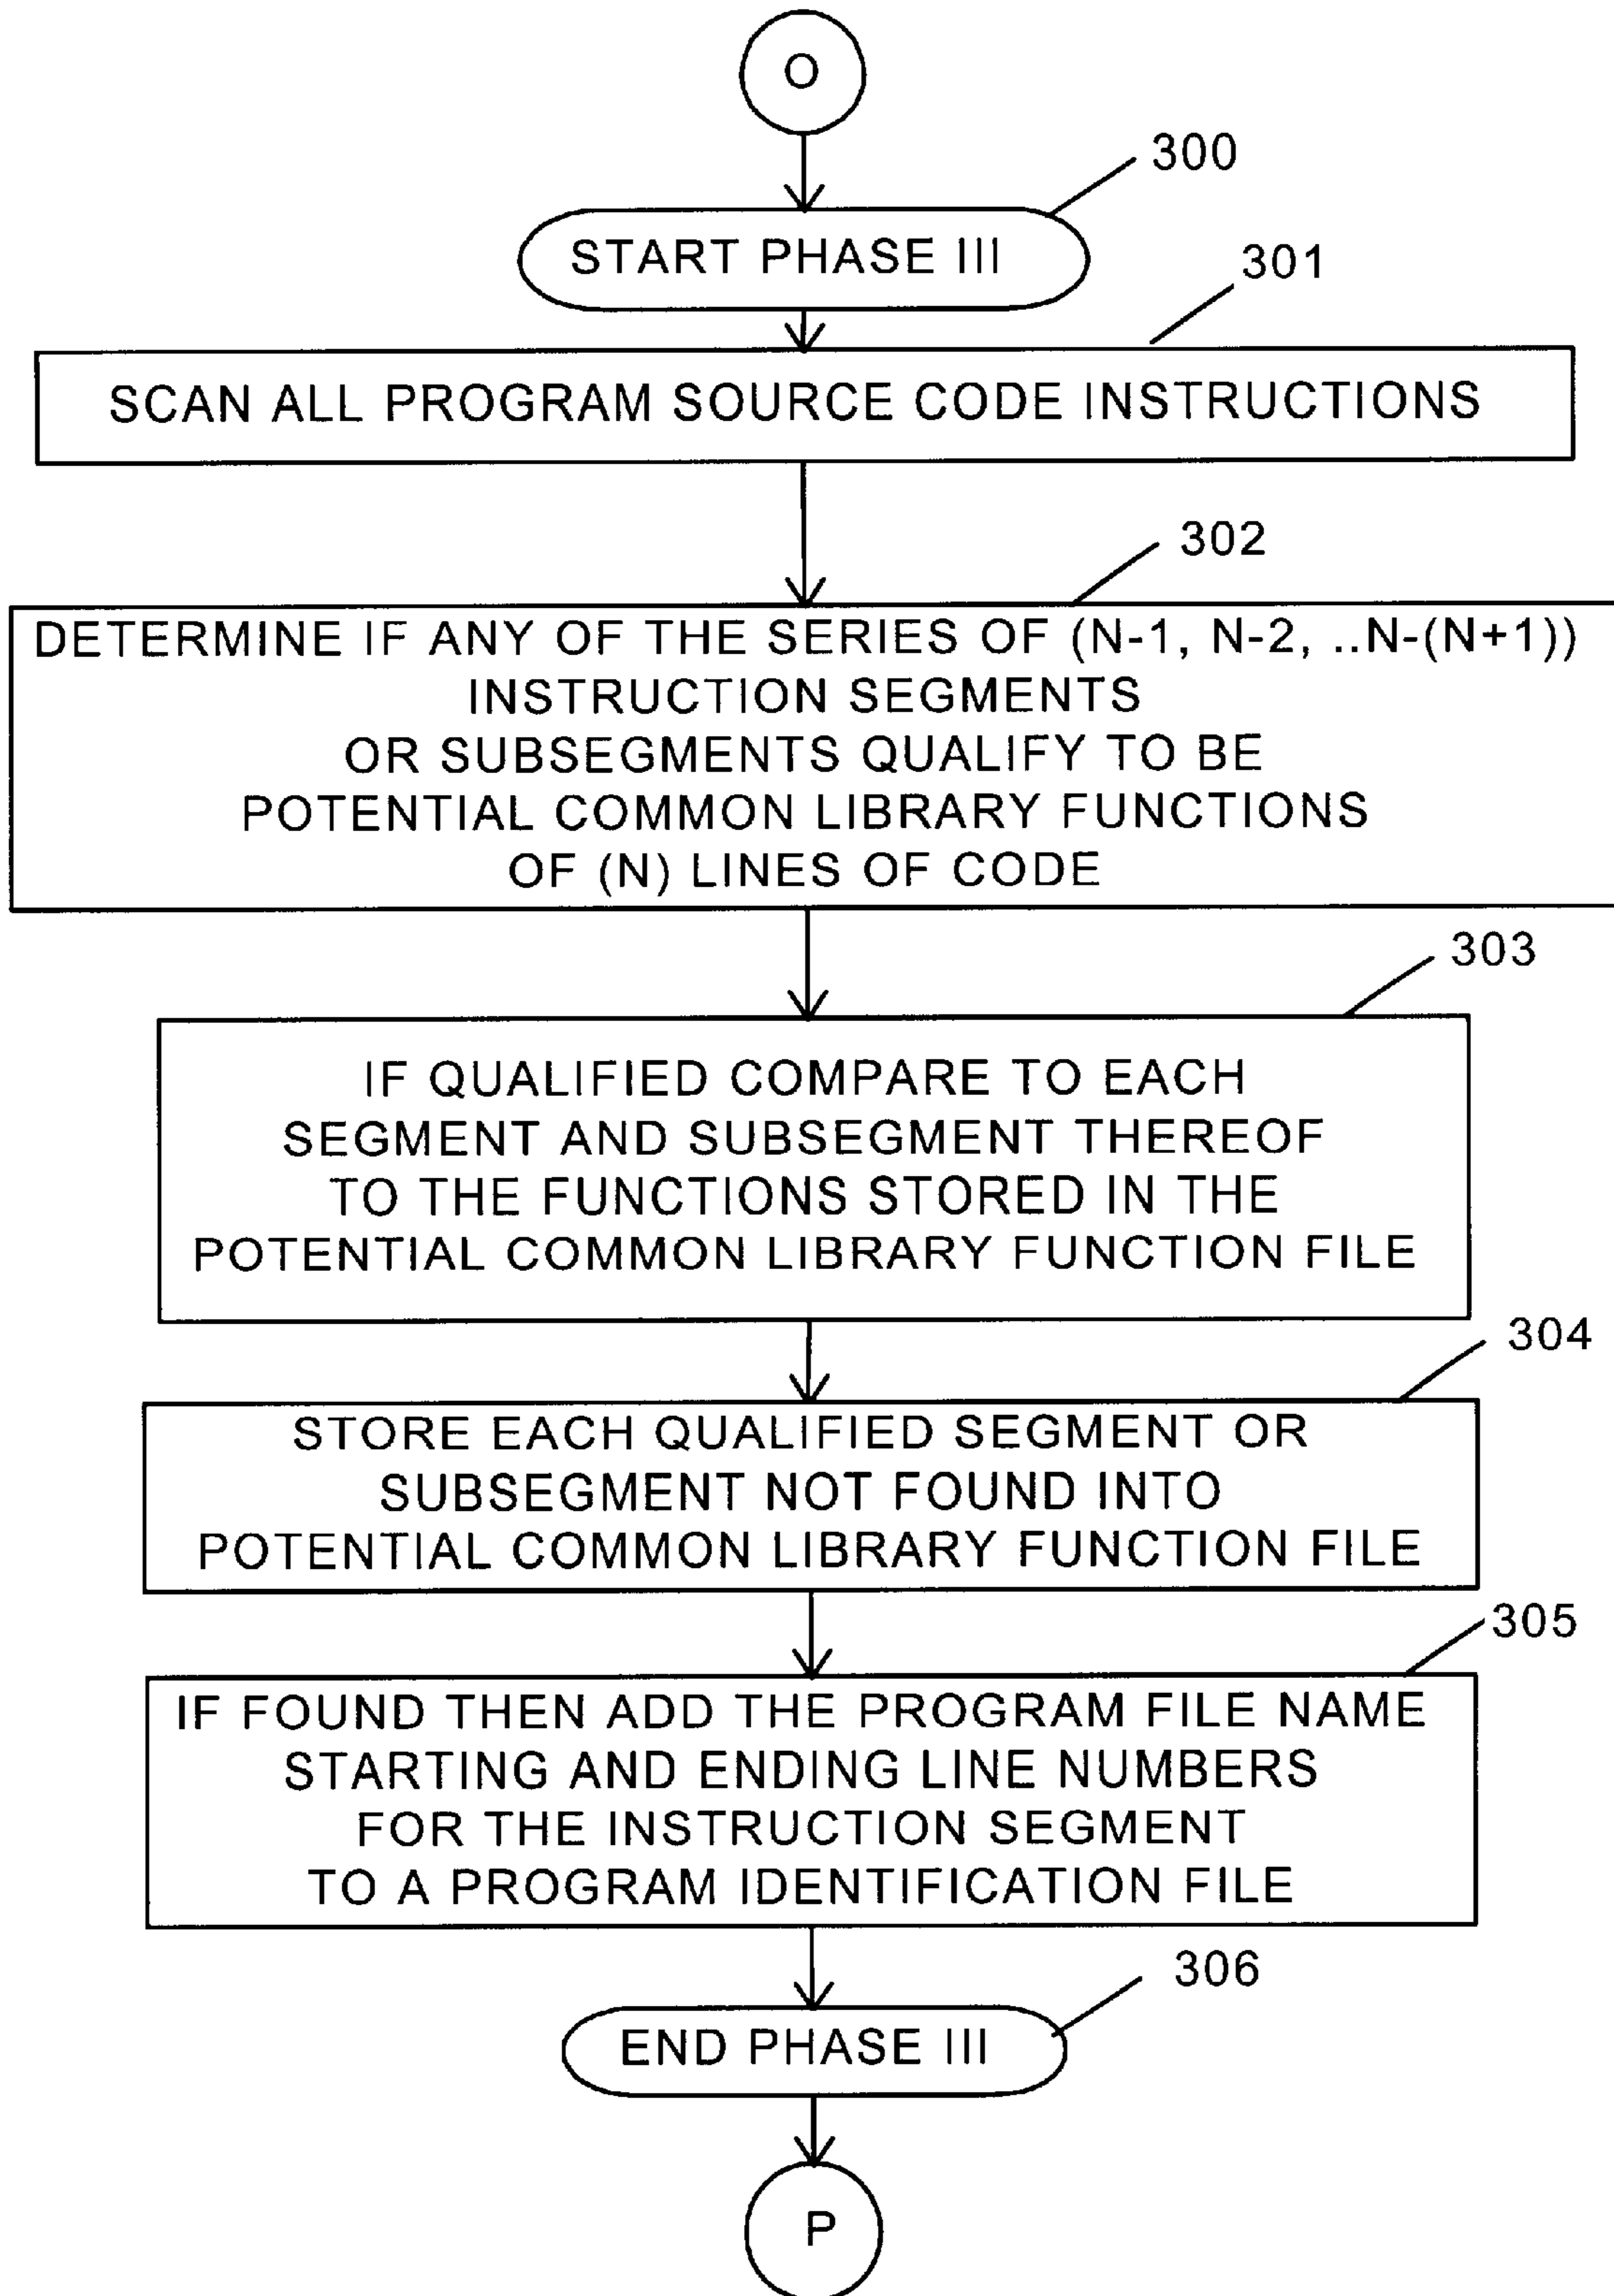 O
300
START PHASE III
301
SCAN ALL PROGRAM SOURCE CODE INSTRUCTIONS
302
DETERMINE IF ANY OF THE SERIES OF (N-1, N-2, ..N-(N+1))
INSTRUCTION SEGMENTS
OR SUBSEGMENTS QUALIFY TO BE
POTENTIAL COMMON LIBRARY FUNCTIONS
OF (N) LINES OF CODE
303
IF QUALIFIED COMPARE TO EACH
SEGMENT AND SUBSEGMENT THEREOF
TO THE FUNCTIONS STORED IN THE
POTENTIAL COMMON LIBRARY FUNCTION FILE
304
STORE EACH QUALIFIED SEGMENT OR
SUBSEGMENT NOT FOUND INTO
POTENTIAL COMMON LIBRARY FUNCTION FILE
305
IF FOUND THEN ADD THE PROGRAM FILE NAME
STARTING AND ENDING LINE NUMBERS
FOR THE INSTRUCTION SEGMENT
TO A PROGRAM IDENTIFICATION FILE
306
END PHASE III
P